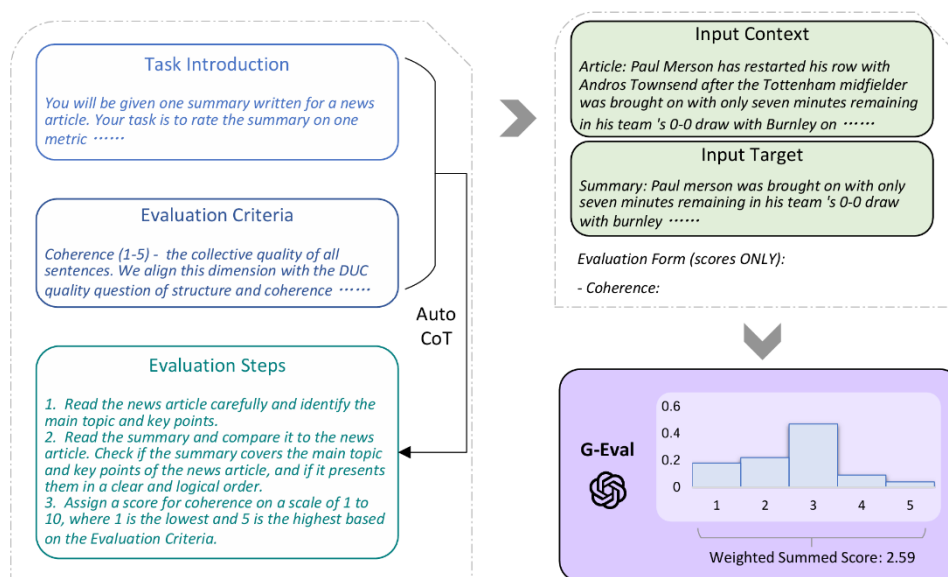 Task Introduction
You will be given one summary written for a news
article. Your task is to rate the summary on one
metric ······
Evaluation Criteria
Coherence (1-5) - the collective quality of all
sentences. We align this dimension with the DUC
quality question of structure and coherence ······
Auto
CoT
Evaluation Steps
1. Read the news article carefully and identify the
main topic and key points.
2. Read the summary and compare it to the news
article. Check if the summary covers the main topic
and key points of the news article, and if it presents
them in a clear and logical order.
3. Assign a score for coherence on a scale of 1 to
10, where 1 is the lowest and 5 is the highest based
on the Evaluation Criteria.
Input Context
Article: Paul Merson has restarted his row with
Andros Townsend after the Tottenham midfielder
was brought on with only seven minutes remaining
in his team 's 0-0 draw with Burnley on ······
Input Target
Summary: Paul merson was brought on with only
seven minutes remaining in his team 's 0-0 draw
with burnley ······
Evaluation Form (scores ONLY):
- Coherence:
G-Eval
0.6
0.4
0.2
0
1 2 3 4 5
Weighted Summed Score: 2.59